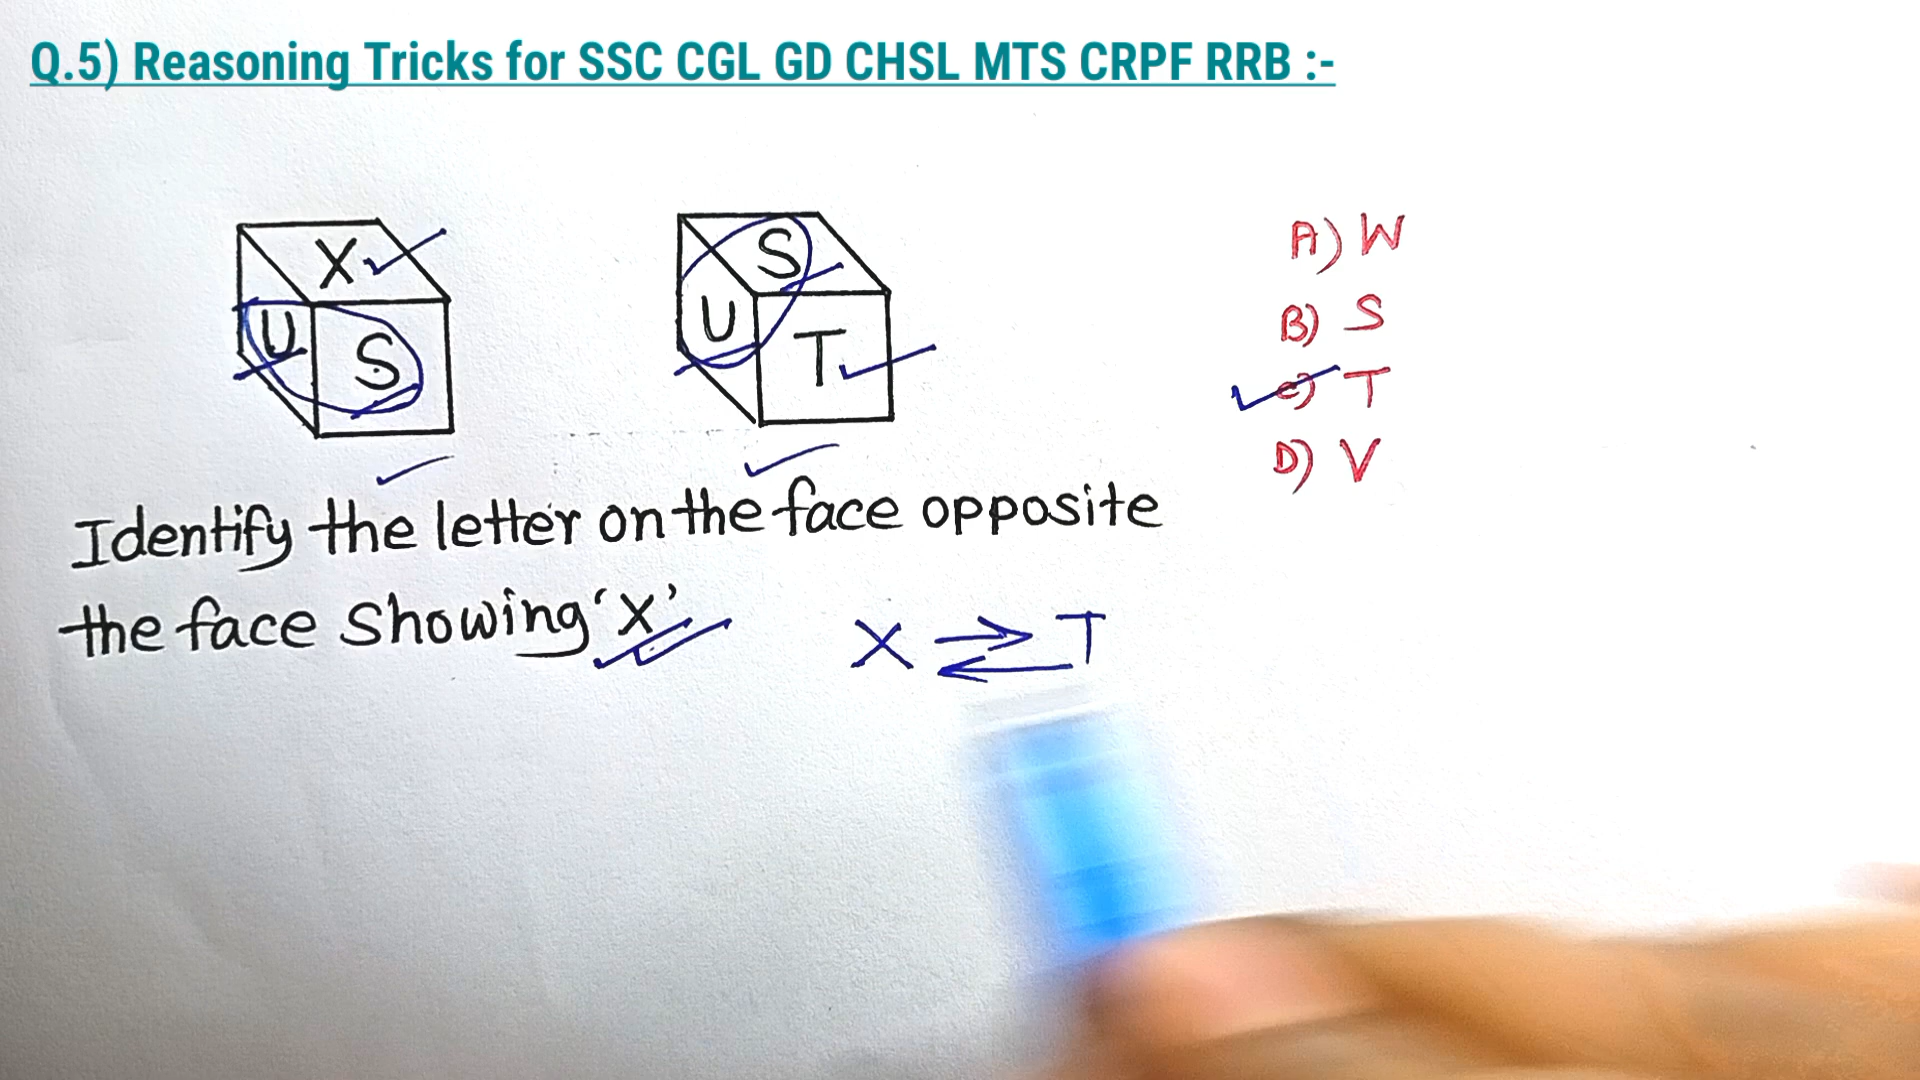 Q.5) Reasoning Tricks for SSC CGL GD CHSL MTS CRPF RRB :-
X
U
S
S
U
T
A) W
B) S
C) T
D) V
Identify the letter on the face opposite
the face showing 'X'
X ⇄ T